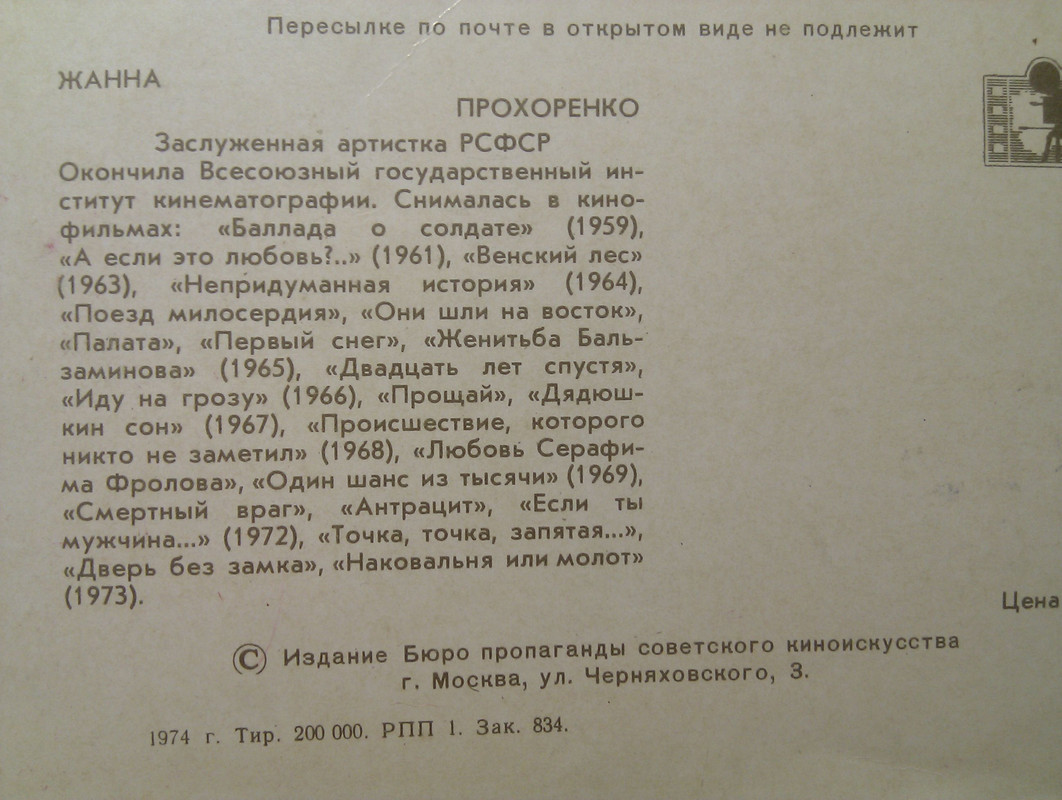 Пересылке по почте в открытом виде не подлежит
ЖАННА
ПРОХОРЕНКО
Заслуженная артистка РСФСР
Окончила Всесоюзный государственный ин-
ститут кинематографии. Снималась в кино-
фильмах: «Баллада о солдате» (1959),
«А если это любовь?..» (1961), «Венский лес»
(1963), «Непридуманная история» (1964),
«Поезд милосердия», «Они шли на восток»,
«Палата», «Первый снег», «Женитьба Баль-
заминова» (1965), «Двадцать лет спустя»,
«Иду на грозу» (1966), «Прощай», «Дядюш-
кин сон» (1967), «Происшествие, которого
никто не заметил» (1968), «Любовь Серафи-
ма Фролова», «Один шанс из тысячи» (1969),
«Смертный враг», «Антрацит», «Если ты
мужчина...» (1972), «Точка, точка, запятая...»,
«Дверь без замка», «Наковальня или молот»
(1973).
Цена
© Издание Бюро пропаганды советского киноискусства
г. Москва, ул. Черняховского, 3.
1974 г. Тир. 200 000. РПП 1. Зак. 834.